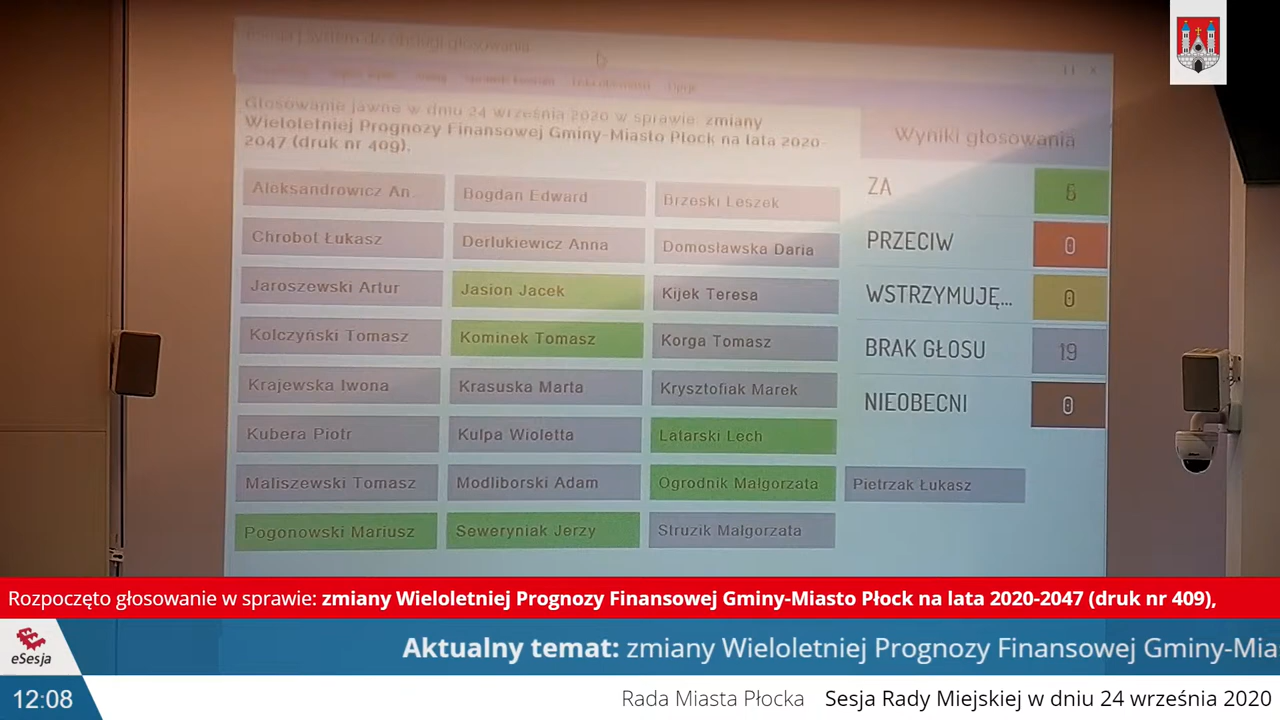 Głosowanie jawne w dniu 24 września 2020 w sprawie: zmiany
Wieloletniej Prognozy Finansowej Gminy-Miasto Płock na lata 2020-
2047 (druk nr 409),
Wyniki głosowania
Aleksandrowicz An...
Bogdan Edward
Brzeski Leszek
ZA
6
Chrobot Łukasz
Derlukiewicz Anna
Domosławska Daria
PRZECIW
0
Jaroszewski Artur
Jasion Jacek
Kijek Teresa
WSTRZYMUJĘ...
0
Kolczyński Tomasz
Kominek Tomasz
Korga Tomasz
BRAK GŁOSU
19
Krajewska Iwona
Krasuska Marta
Krysztofiak Marek
NIEOBECNI
0
Kubera Piotr
Kulpa Wioletta
Latarski Lech
Maliszewski Tomasz
Modliborski Adam
Ogrodnik Małgorzata
Pietrzak Łukasz
Pogonowski Mariusz
Seweryniak Jerzy
Struzik Małgorzata
Rozpoczęto głosowanie w sprawie: zmiany Wieloletniej Prognozy Finansowej Gminy-Miasto Płock na lata 2020-2047 (druk nr 409),
eSesja
Aktualny temat: zmiany Wieloletniej Prognozy Finansowej Gminy-Mia
12:08
Rada Miasta Płocka
Sesja Rady Miejskiej w dniu 24 września 2020